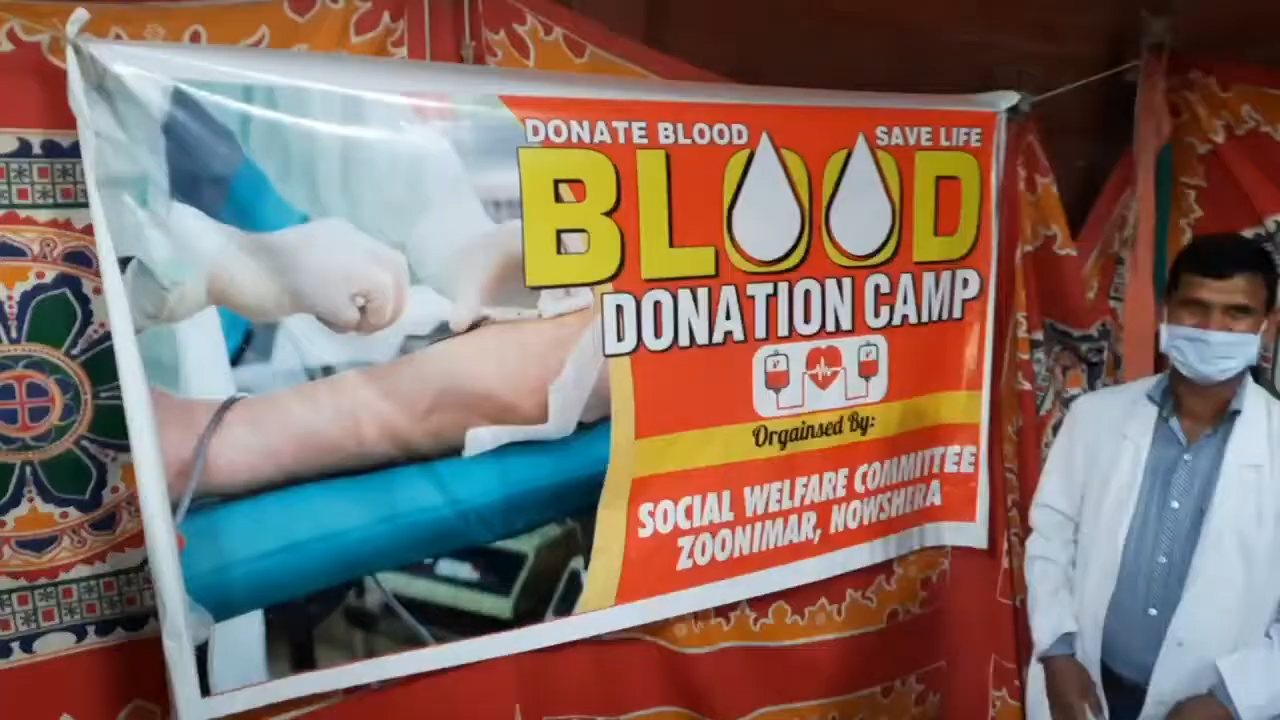 DONATE BLOOD SAVE LIFE
BLOOD
DONATION CAMP
Orgainsed By:
SOCIAL WELFARE COMMITTEE
ZOONIMAR, NOWSHERA